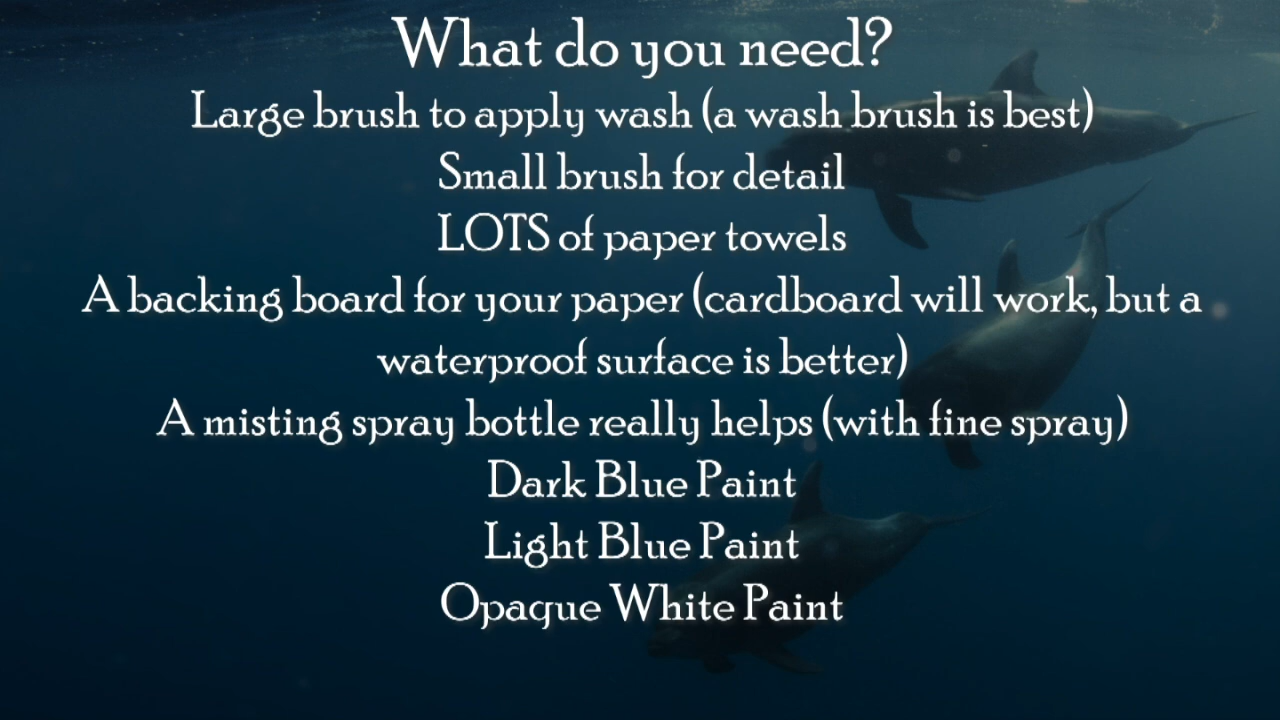 What do you need?
Large brush to apply wash (a wash brush is best)
Small brush for detail
LOTS of paper towels
A backing board for your paper (cardboard will work, but a
waterproof surface is better)
A misting spray bottle really helps (with fine spray)
Dark Blue Paint
Light Blue Paint
Opaque White Paint